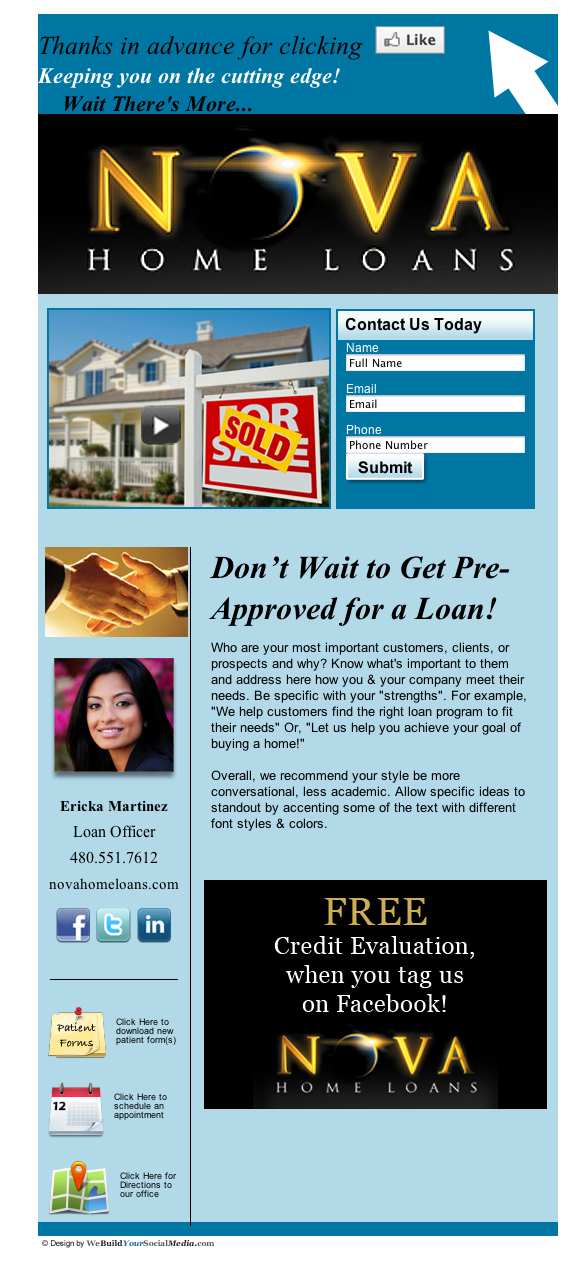 Thanks in advance for clicking
Like
Keeping you on the cutting edge!
Wait There's More...
NOVA
HOME LOANS
FOR
SOLD
SALE
Contact Us Today
Name
Full Name
Email
Email
Phone
Phone Number
Submit
Don’t Wait to Get Pre-
Approved for a Loan!
Who are your most important customers, clients, or
prospects and why? Know what's important to them
and address here how you & your company meet their
needs. Be specific with your "strengths". For example,
"We help customers find the right loan program to fit
their needs" Or, "Let us help you achieve your goal of
buying a home!"
Overall, we recommend your style be more
conversational, less academic. Allow specific ideas to
standout by accenting some of the text with different
font styles & colors.
Ericka Martinez
Loan Officer
480.551.7612
novahomeloans.com
f t in
Patient
Forms
Click Here to
download new
patient form(s)
12
Click Here to
schedule an
appointment
Click Here for
Directions to
our office
FREE
Credit Evaluation,
when you tag us
on Facebook!
NOVA
HOME LOANS
© Design by WeBuildYourSocialMedia.com